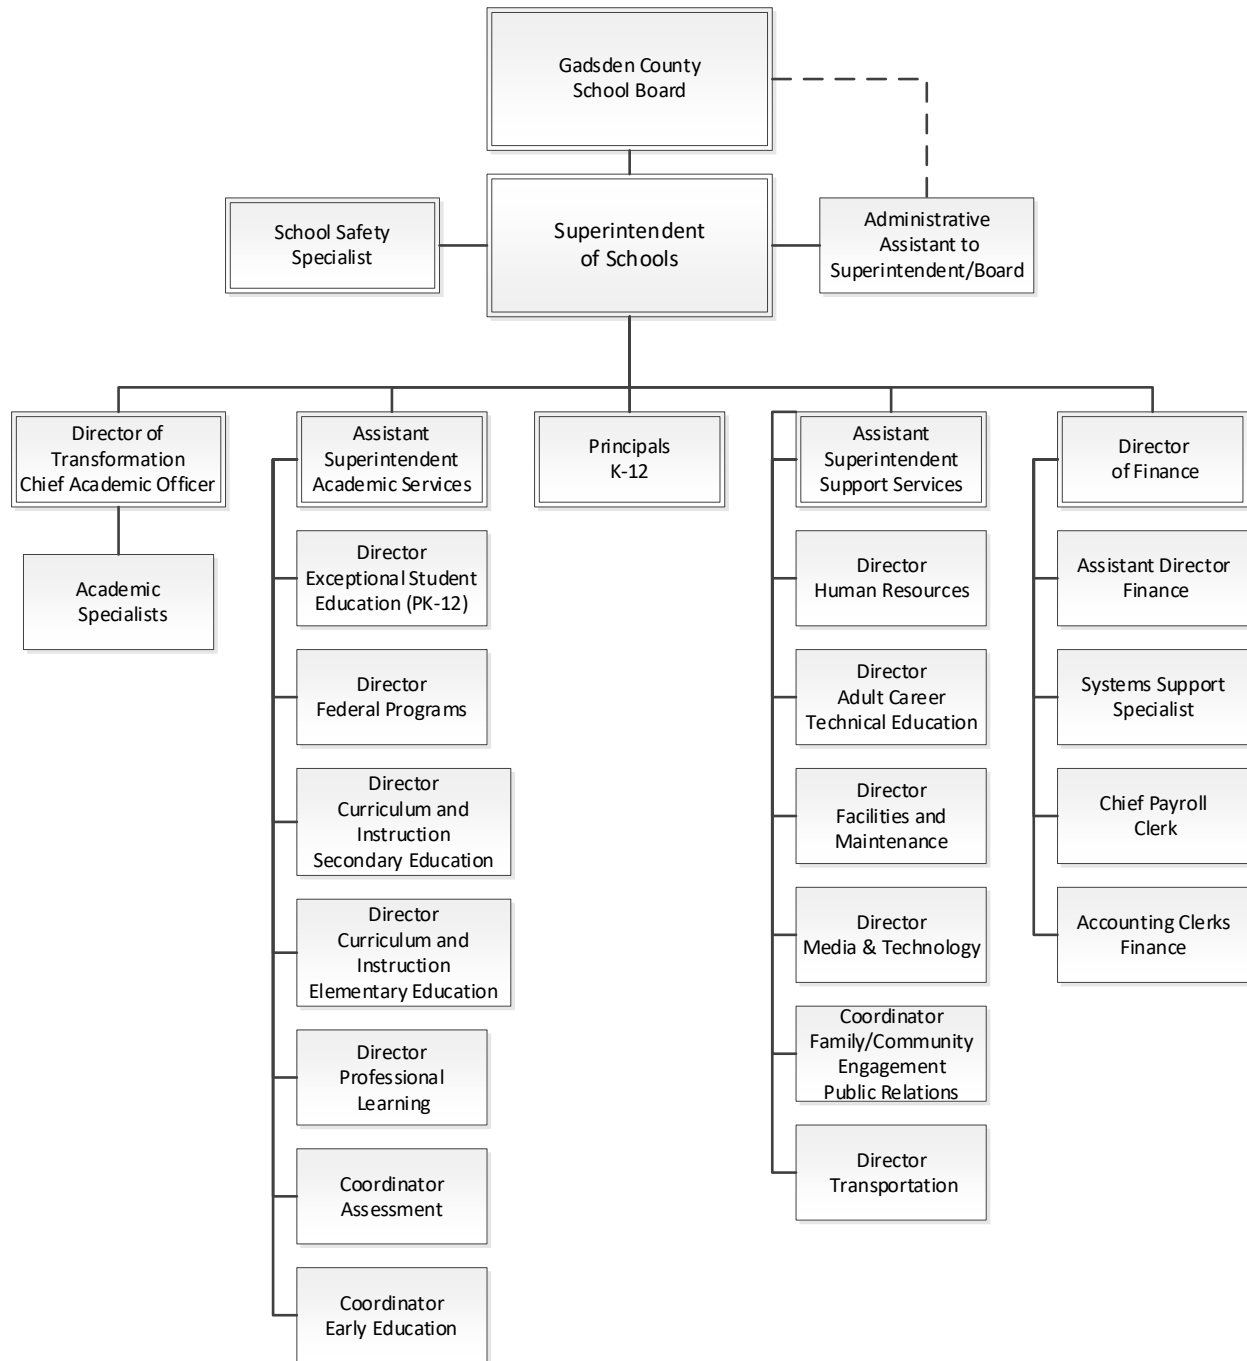 Gadsden County
School Board
School Safety
Specialist
Superintendent
of Schools
Administrative
Assistant to
Superintendent/Board
Director of
Transformation
Chief Academic Officer
Assistant
Superintendent
Academic Services
Principals
K-12
Assistant
Superintendent
Support Services
Director
of Finance
Academic
Specialists
Director
Exceptional Student
Education (PK-12)
Director
Federal Programs
Director
Curriculum and
Instruction
Secondary Education
Director
Curriculum and
Instruction
Elementary Education
Director
Professional
Learning
Coordinator
Assessment
Coordinator
Early Education
Director
Human Resources
Director
Adult Career
Technical Education
Director
Facilities and
Maintenance
Director
Media & Technology
Coordinator
Family/Community
Engagement
Public Relations
Director
Transportation
Assistant Director
Finance
Systems Support
Specialist
Chief Payroll
Clerk
Accounting Clerks
Finance